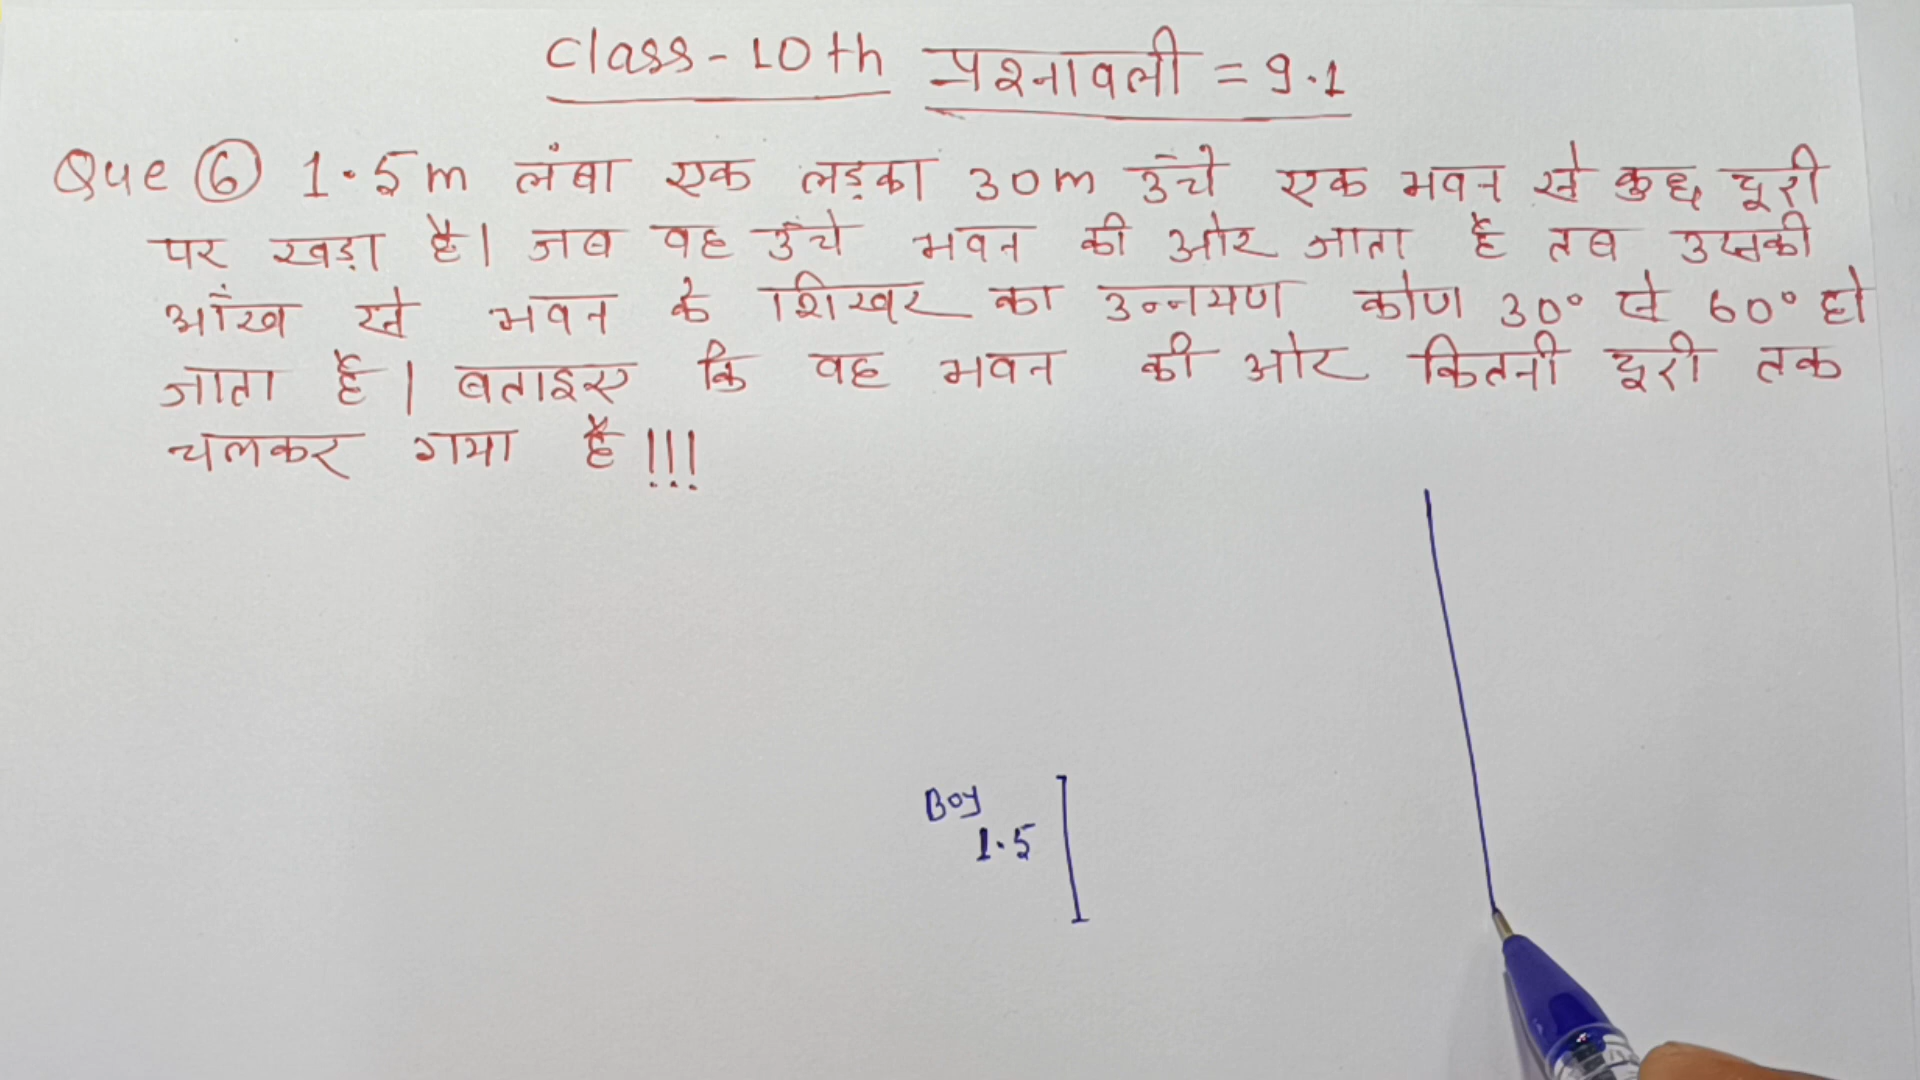 Class-10th प्रश्नावली = 9.1
Que ⑥ 1.5m लंबा एक लड़का 30m उंचे एक भवन से कुछ दूरी
पर खड़ा है। जब वह उंचे भवन की ओर जाता है तब उसकी
आँख से भवन के शिखर का उन्नयण कोण 30° से 60° हो
जाता है। बताइए कि वह भवन की ओर कितनी दूरी तक
चलकर गया है!!!
Boy
1.5